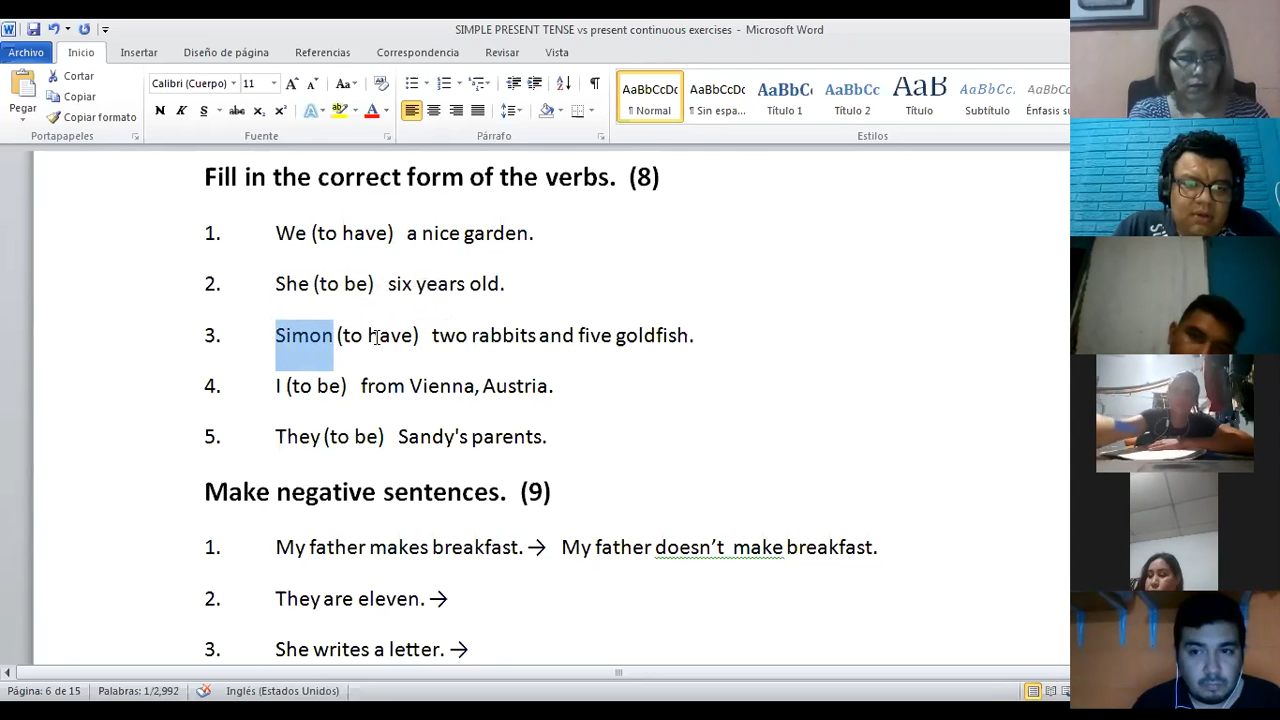 SIMPLE PRESENT TENSE vs present continuous exercises - Microsoft Word
Archivo Inicio Insertar Diseño de página Referencias Correspondencia Revisar Vista
Pegar
Cortar
Copiar
Copiar formato
Portapapeles
Calibri (Cuerpo) 11
Fuente
Párrafo
AaBbCcDc AaBbCcDc AaBbC AaBbCc AaB AaBbCc.
¶ Normal ¶ Sin espa... Título 1 Título 2 Título Subtítulo Énfasis su
Estilos
Fill in the correct form of the verbs. (8)
1. We (to have) a nice garden.
2. She (to be) six years old.
3. Simon (to have) two rabbits and five goldfish.
4. I (to be) from Vienna, Austria.
5. They (to be) Sandy's parents.
Make negative sentences. (9)
1. My father makes breakfast. → My father doesn’t make breakfast.
2. They are eleven. →
3. She writes a letter. →
Página: 6 de 15 Palabras: 1/2,992 Inglés (Estados Unidos)